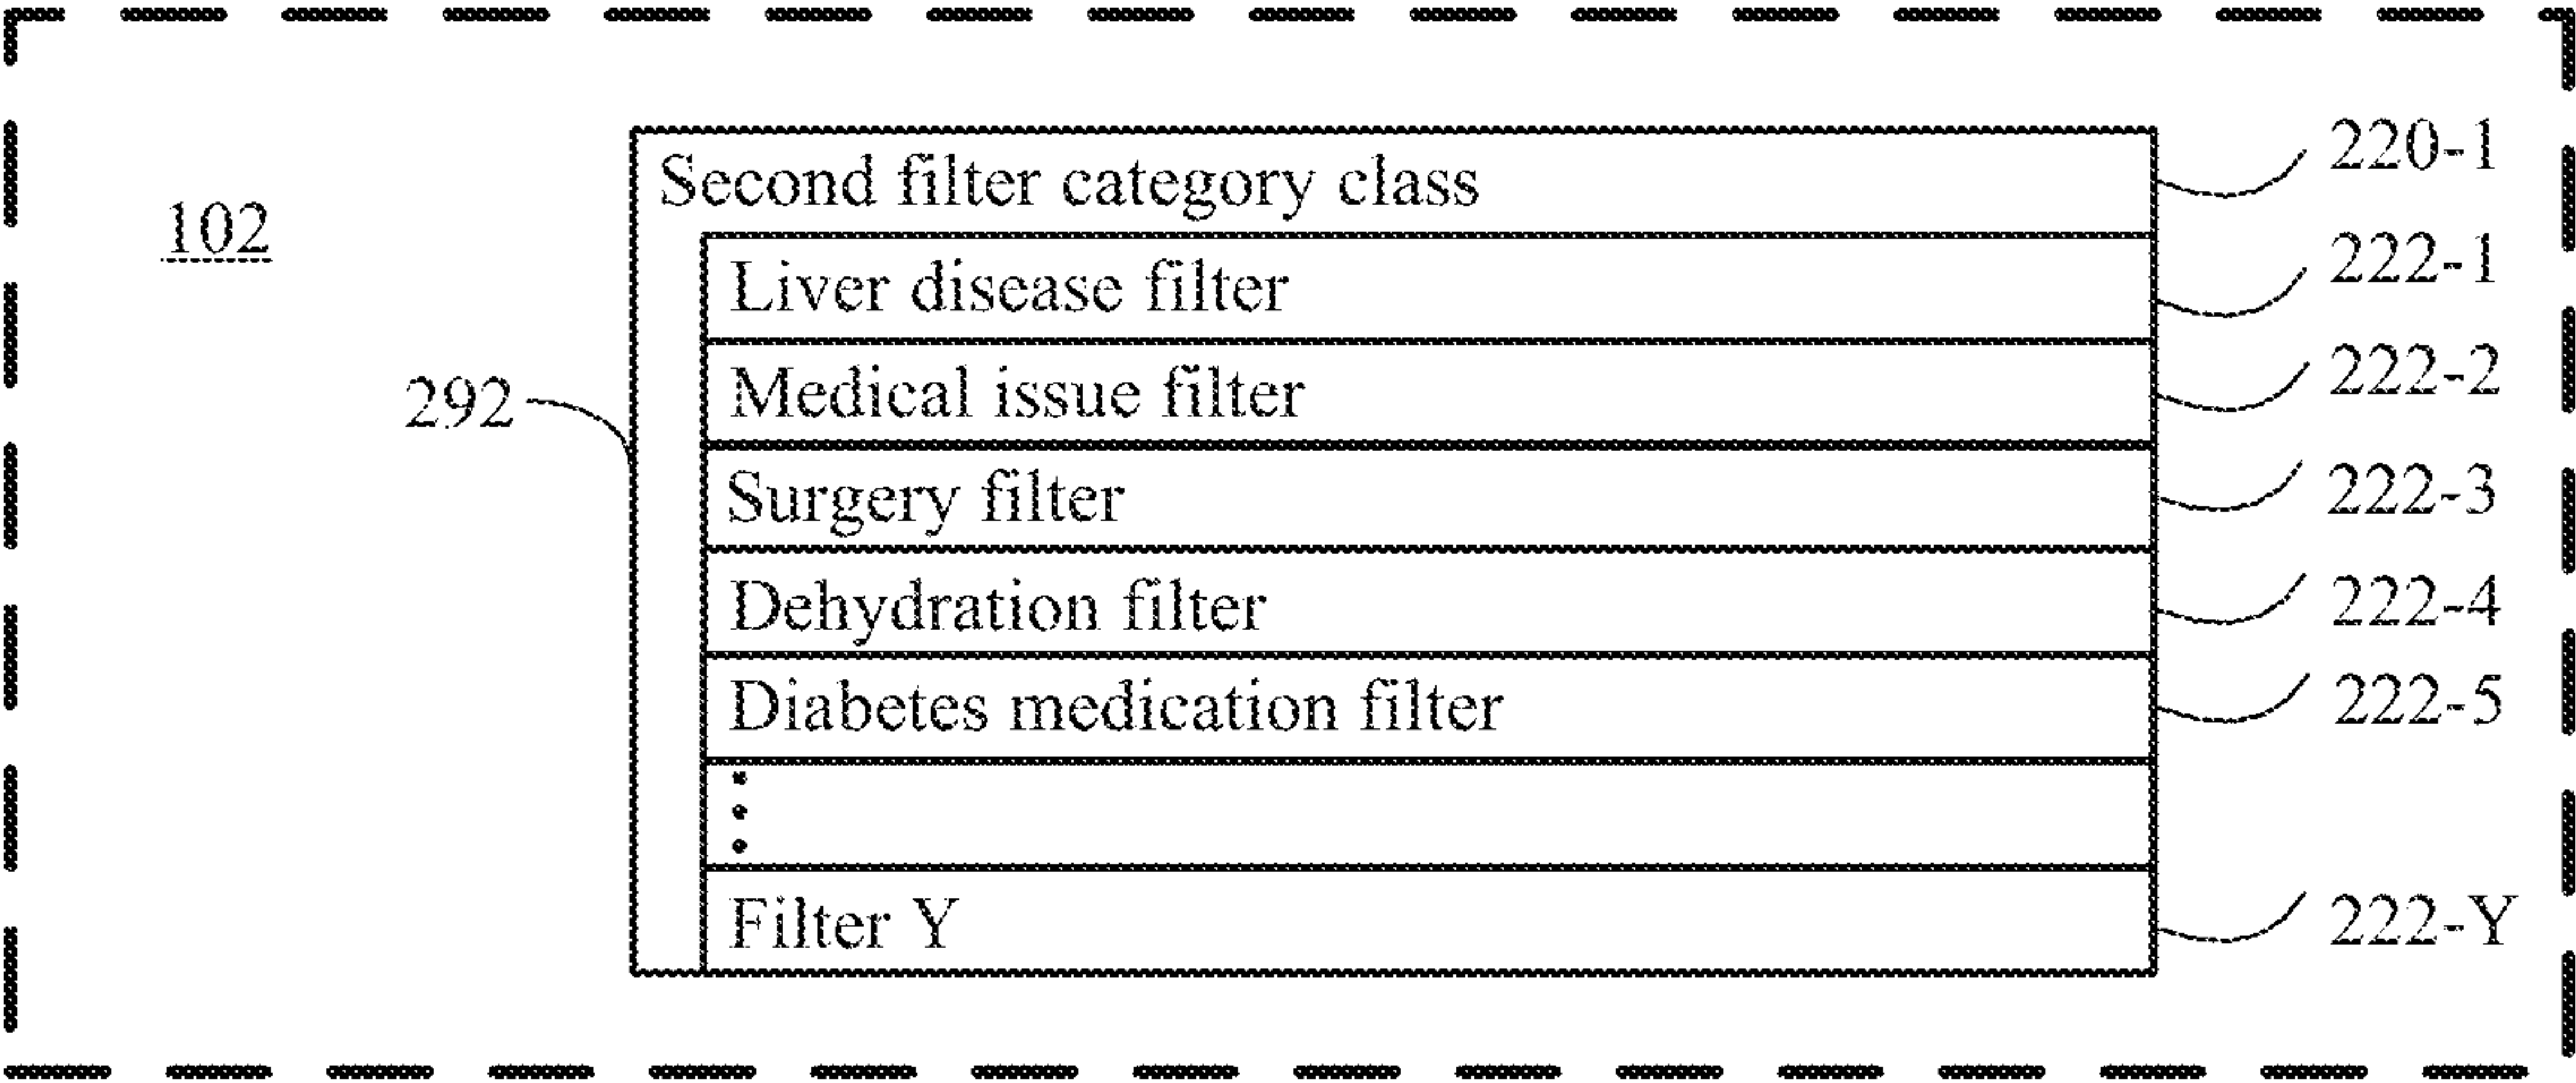 Second filter category class 220-1
102
Liver disease filter 222-1
Medical issue filter 222-2
292
Surgery filter 222-3
Dehydration filter 222-4
Diabetes medication filter 222-5
Filter Y 222-Y